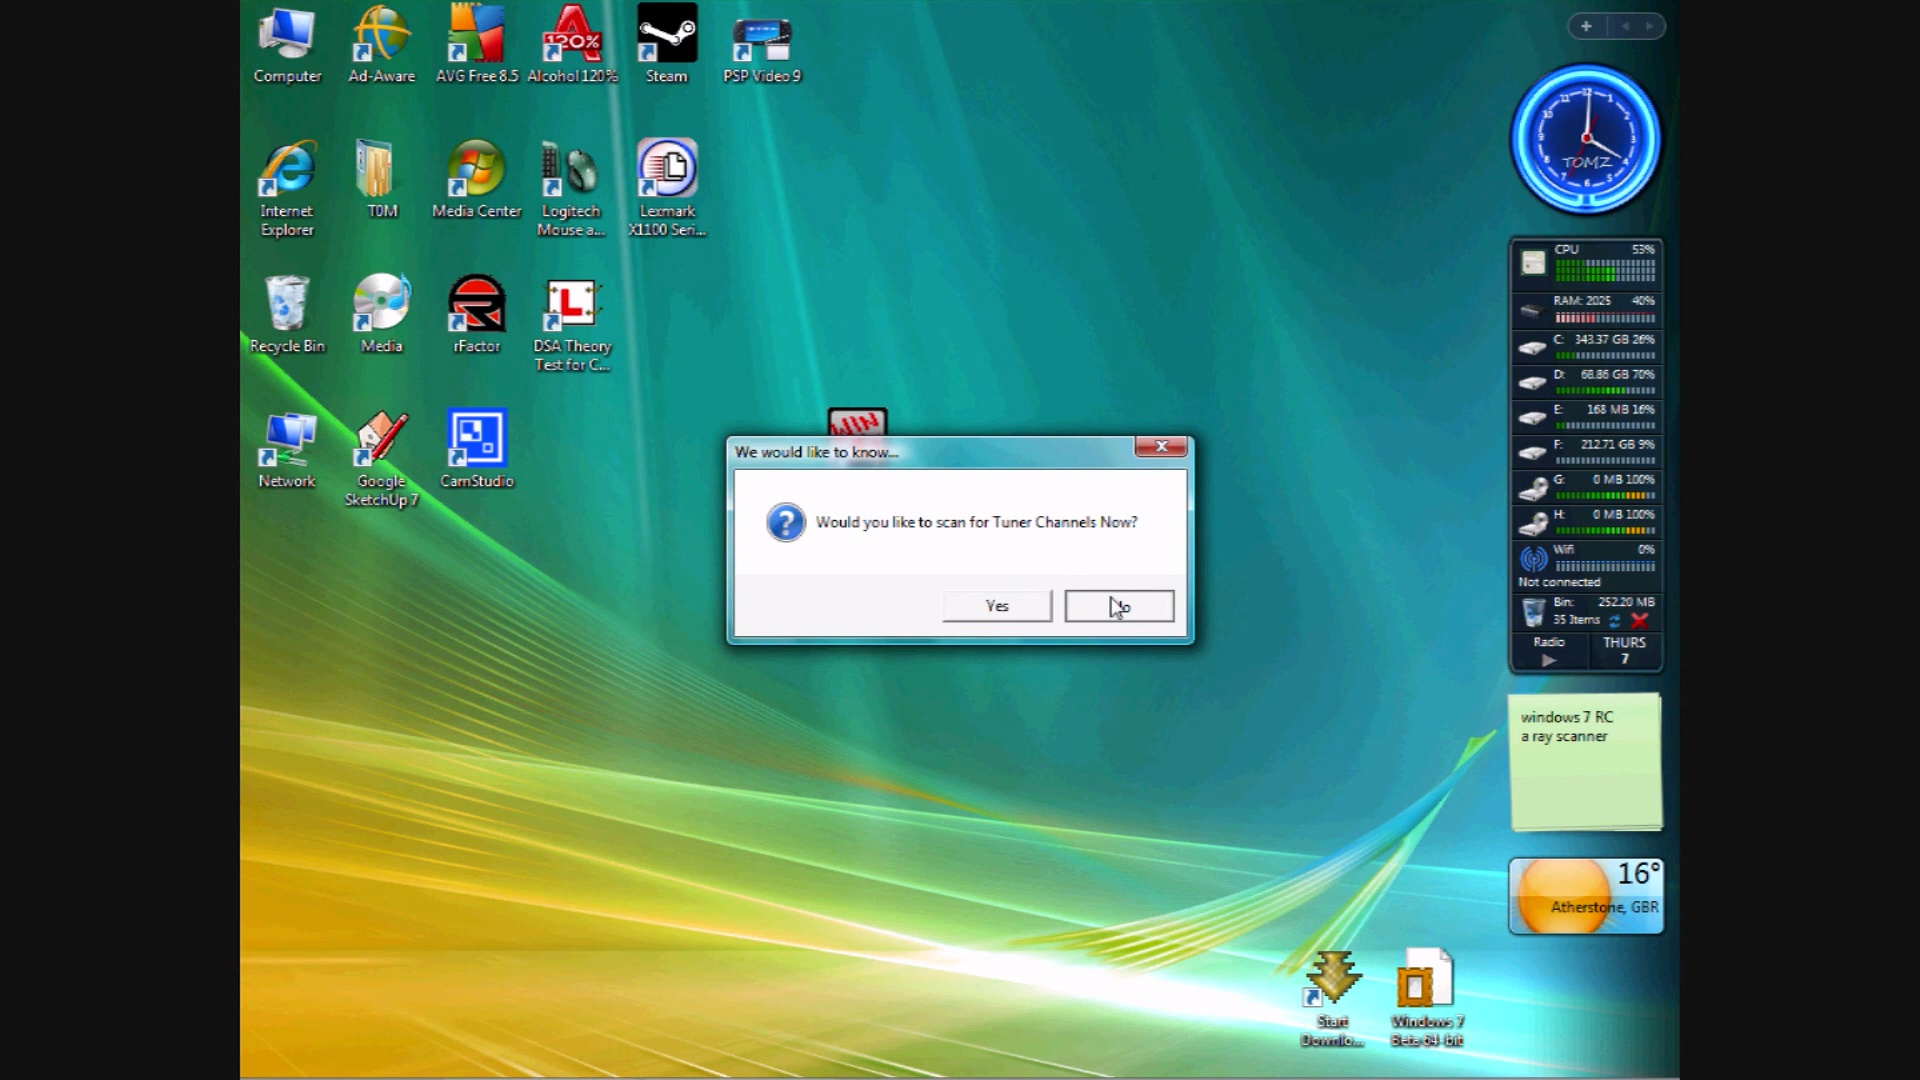 Computer
Ad-Aware
AVG Free 8.5
Alcohol 120%
Steam
PSP Video 9
120%
Internet
Explorer
T0M
Media Center
Logitech
Mouse a...
Lexmark
X1100 Seri...
Recycle Bin
Media
rFactor
L
DSA Theory
Test for C...
Network
Google
SketchUp 7
CamStudio
WIN
We would like to know...
Would you like to scan for Tuner Channels Now?
Yes
TOMZ
CPU 53%
RAM: 2025 40%
C: 343.37 GB 26%
D: 68.86 GB 70%
E: 168 MB 16%
F: 212.71 GB 9%
G: 0 MB 100%
H: 0 MB 100%
Wifi 0%
Not connected
Bin: 252.20 MB
35 Items
Radio
THURS
7
windows 7 RC
a ray scanner
16°
Atherstone, GBR
Start
Downlo...
Windows 7
Beta 64-bit